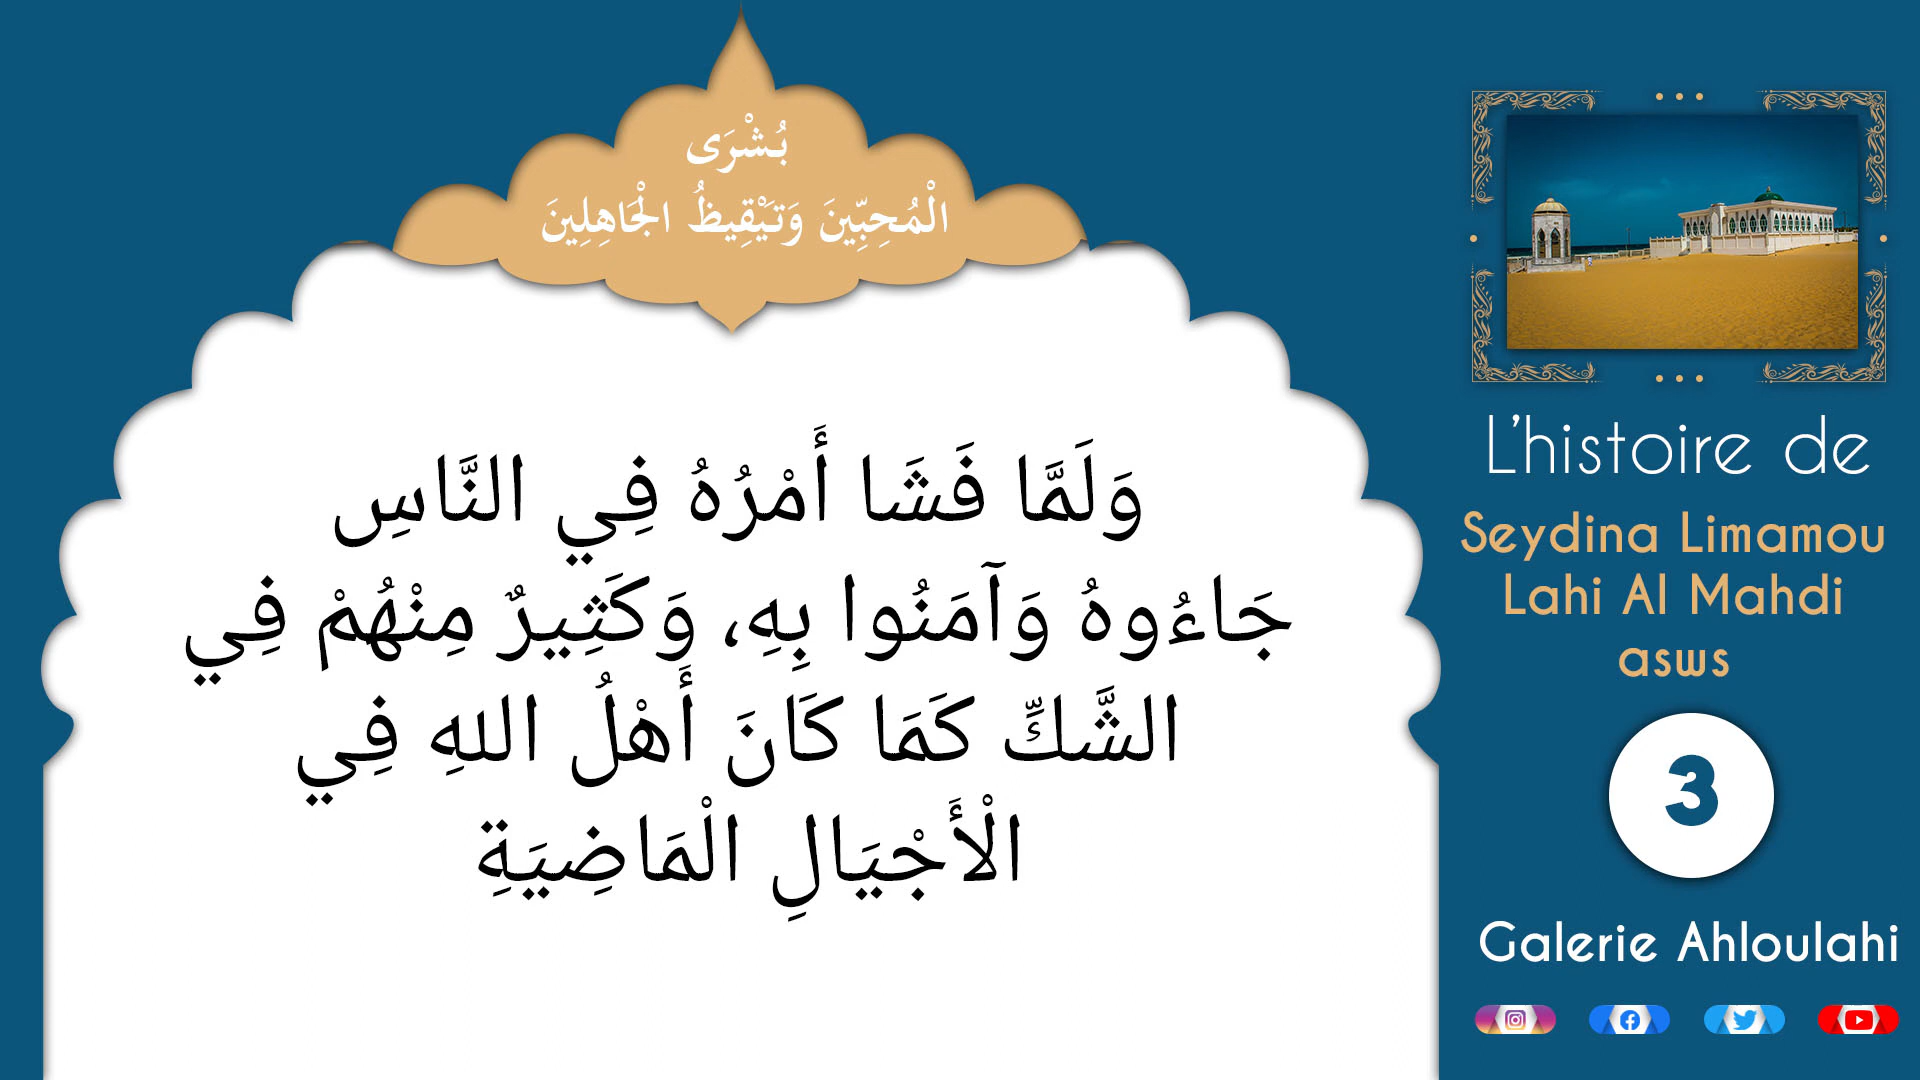 بُشْرَى
الْمُحِبِّينَ وَتَيْقِيظُ الْجَاهِلِينَ
وَلَمَّا فَشَا أَمْرُهُ فِي النَّاسِ
جَاءُوهُ وَآمَنُوا بِهِ، وَكَثِيرٌ مِنْهُمْ فِي
الشَّكِّ كَمَا كَانَ أَهْلُ اللهِ فِي
الْأَجْيَالِ الْمَاضِيَةِ
L'histoire de
Seydina Limamou
Lahi Al Mahdi
asws
3
Galerie Ahloulahi